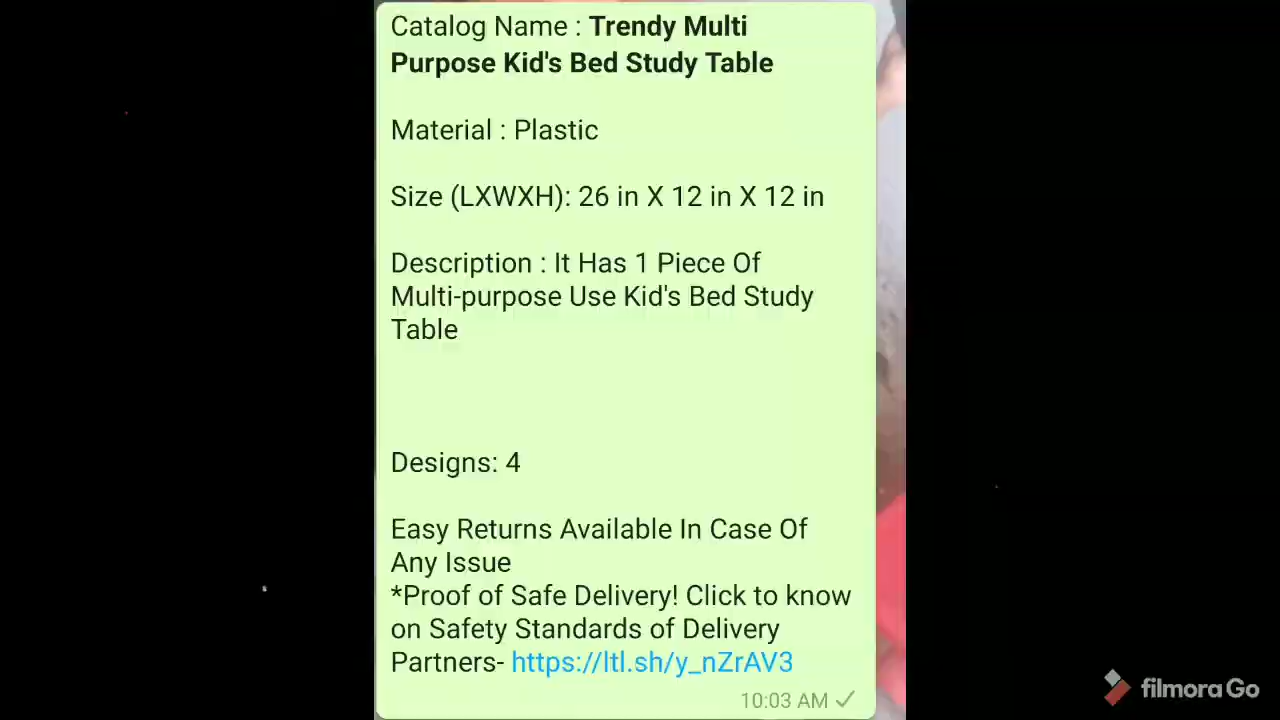 Catalog Name : Trendy Multi
Purpose Kid's Bed Study Table
Material : Plastic
Size (LXWXH): 26 in X 12 in X 12 in
Description : It Has 1 Piece Of
Multi-purpose Use Kid's Bed Study
Table
Designs: 4
Easy Returns Available In Case Of
Any Issue
*Proof of Safe Delivery! Click to know
on Safety Standards of Delivery
Partners- https://ltl.sh/y_nZrAV3
10:03 AM
filmora Go